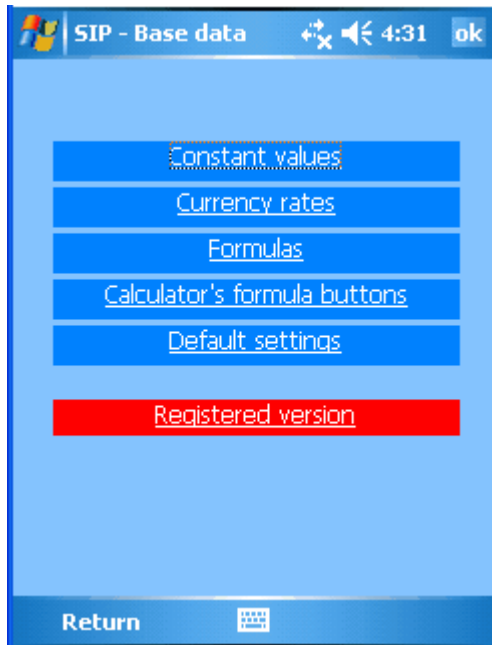 SIP - Base data 4:31 ok
Constant values
Currency rates
Formulas
Calculator's formula buttons
Default settings
Registered version
Return